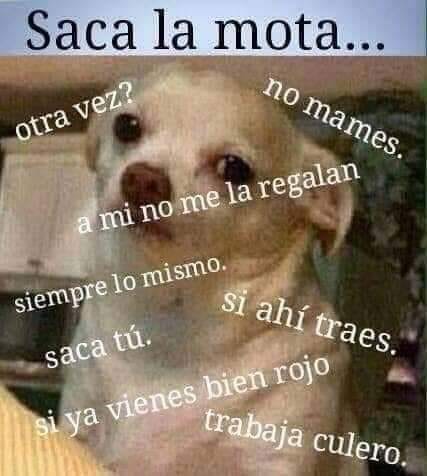 Saca la mota...
otra vez?
no mames.
a mi no me la regalan
siempre lo mismo.
si ahí traes.
saca tú.
si ya vienes bien rojo
trabaja culero.